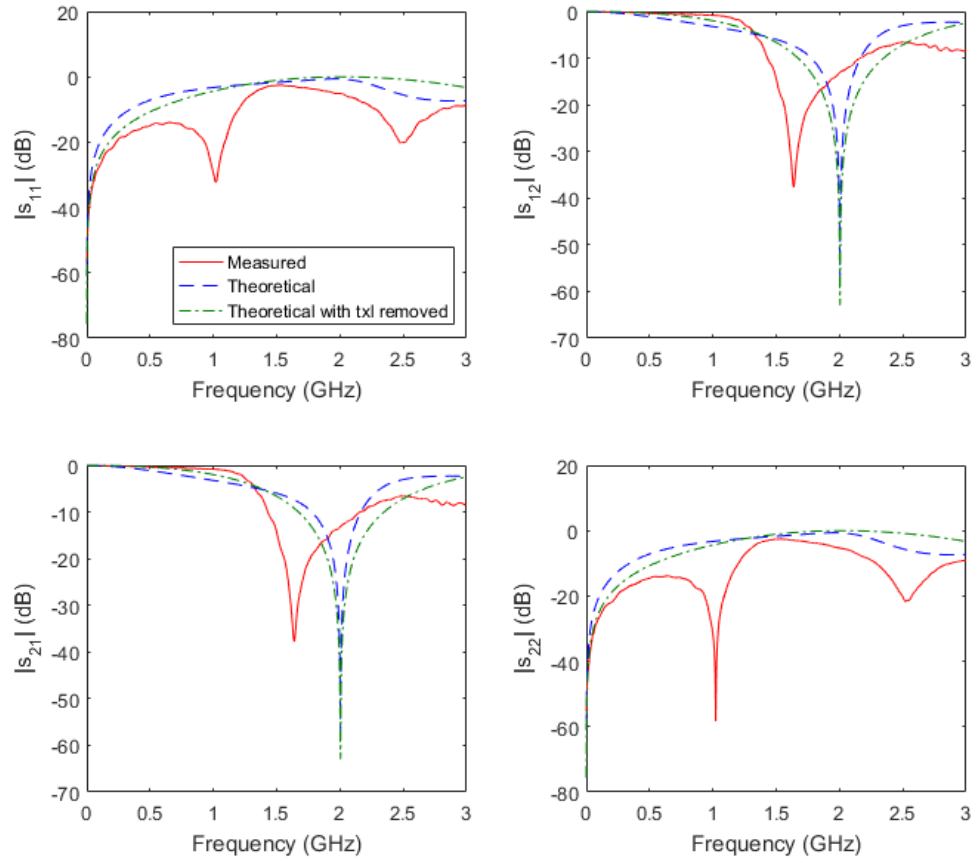 20
0
-20
-40
-60
-80
|s11| (dB)
Measured
Theoretical
Theoretical with txl removed
0 0.5 1 1.5 2 2.5 3
Frequency (GHz)
0
-10
-20
-30
-40
-50
-60
-70
|s12| (dB)
0 0.5 1 1.5 2 2.5 3
Frequency (GHz)
0
-10
-20
-30
-40
-50
-60
-70
|s21| (dB)
0 0.5 1 1.5 2 2.5 3
Frequency (GHz)
20
0
-20
-40
-60
-80
|s22| (dB)
0 0.5 1 1.5 2 2.5 3
Frequency (GHz)